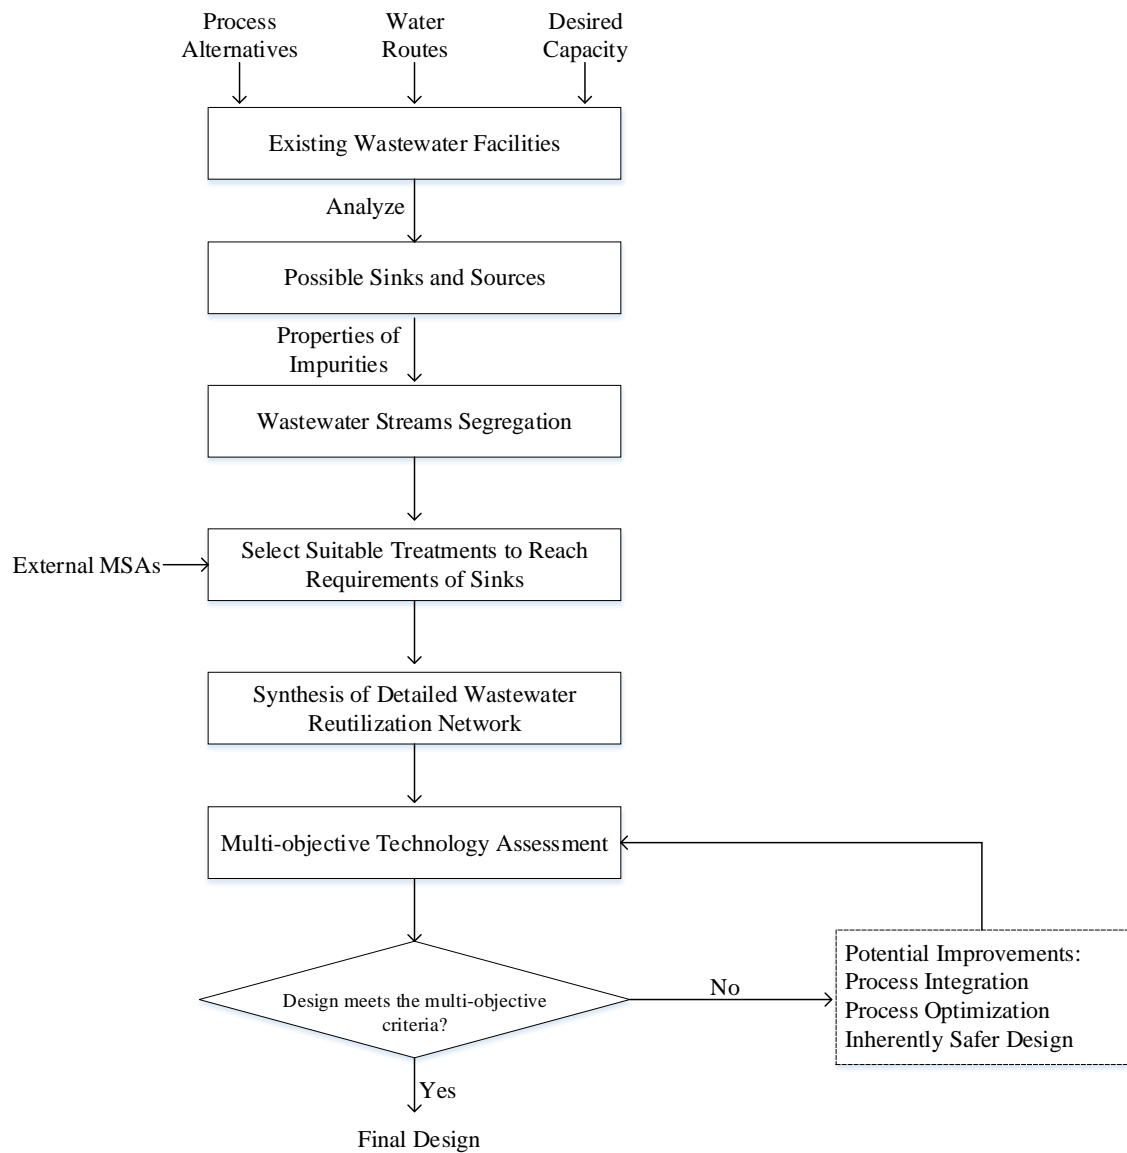 Process
Alternatives
Water
Routes
Desired
Capacity
Existing Wastewater Facilities
Analyze
Possible Sinks and Sources
Properties of
Impurities
Wastewater Streams Segregation
External MSAs
Select Suitable Treatments to Reach
Requirements of Sinks
Synthesis of Detailed Wastewater
Reutilization Network
Multi-objective Technology Assessment
Design meets the multi-objective
criteria?
No
Potential Improvements:
Process Integration
Process Optimization
Inherently Safer Design
Yes
Final Design